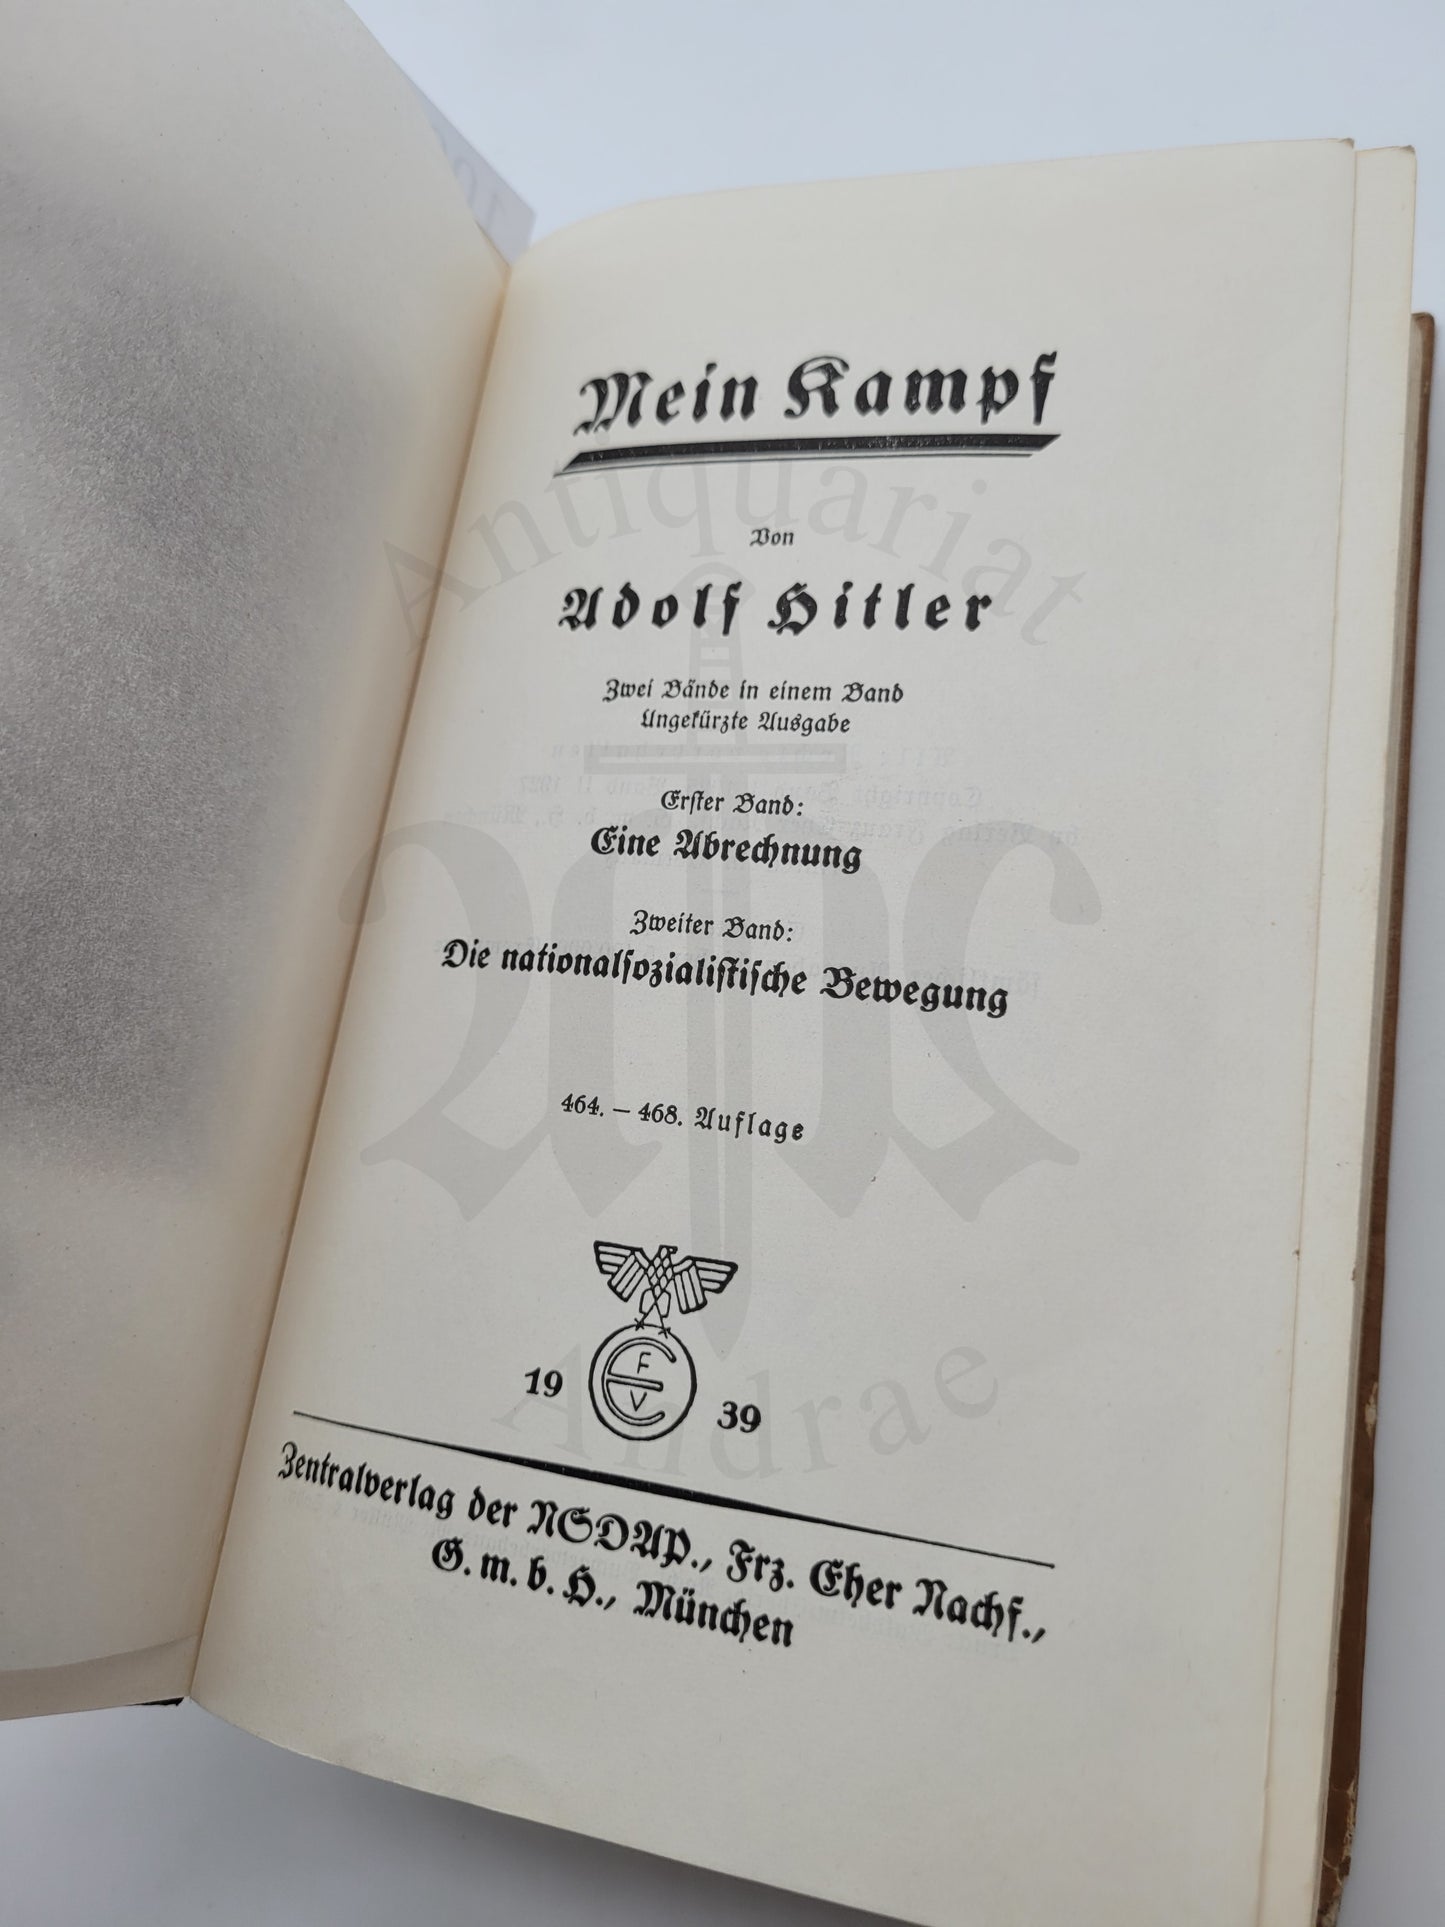 Mein Kampf
Von
Adolf Hitler
Zwei Bände in einem Band
Ungekürzte Ausgabe
Erster Band:
Eine Abrechnung
Zweiter Band:
Die nationalsozialistische Bewegung
464. – 468. Auflage
F
E
V
19 39
Zentralverlag der NSDAP., Frz. Eher Nachf.,
G. m. b. H., München
Antiquariat
Andrae